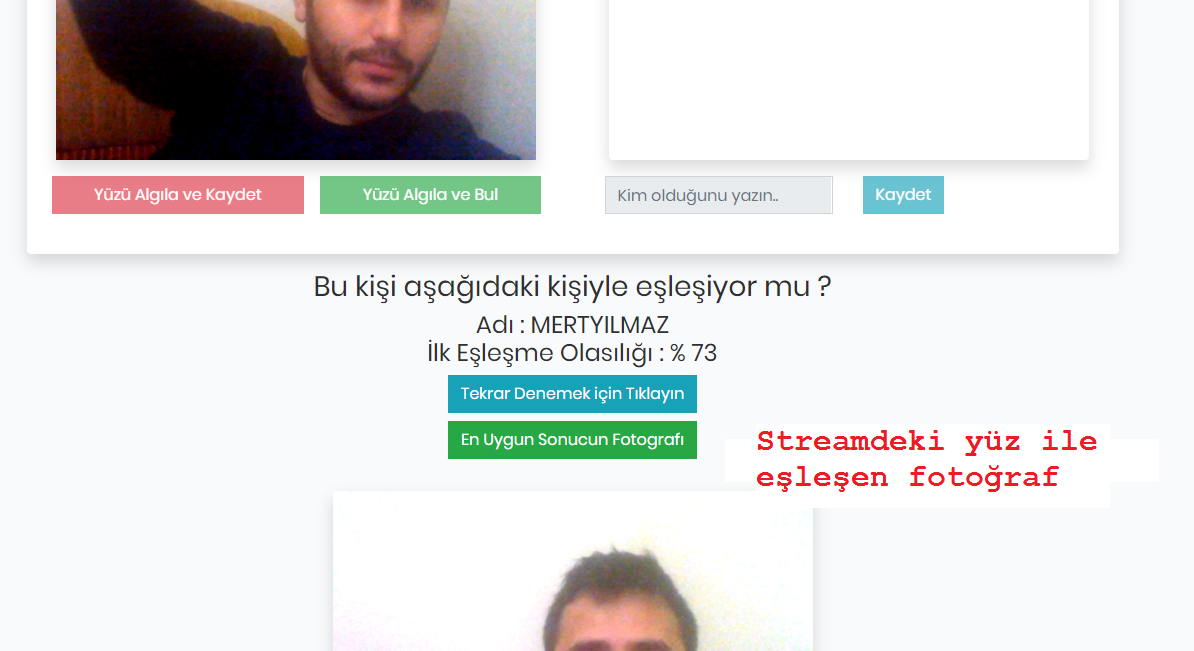 Yüzü Algıla ve Kaydet
Yüzü Algıla ve Bul
Kim olduğunu yazın..
Kaydet
Bu kişi aşağıdaki kişiyle eşleşiyor mu ?
Adı : MERTYILMAZ
İlk Eşleşme Olasılığı : % 73
Tekrar Denemek için Tıklayın
En Uygun Sonucun Fotografı
Streamdeki yüz ile
eşleşen fotoğraf